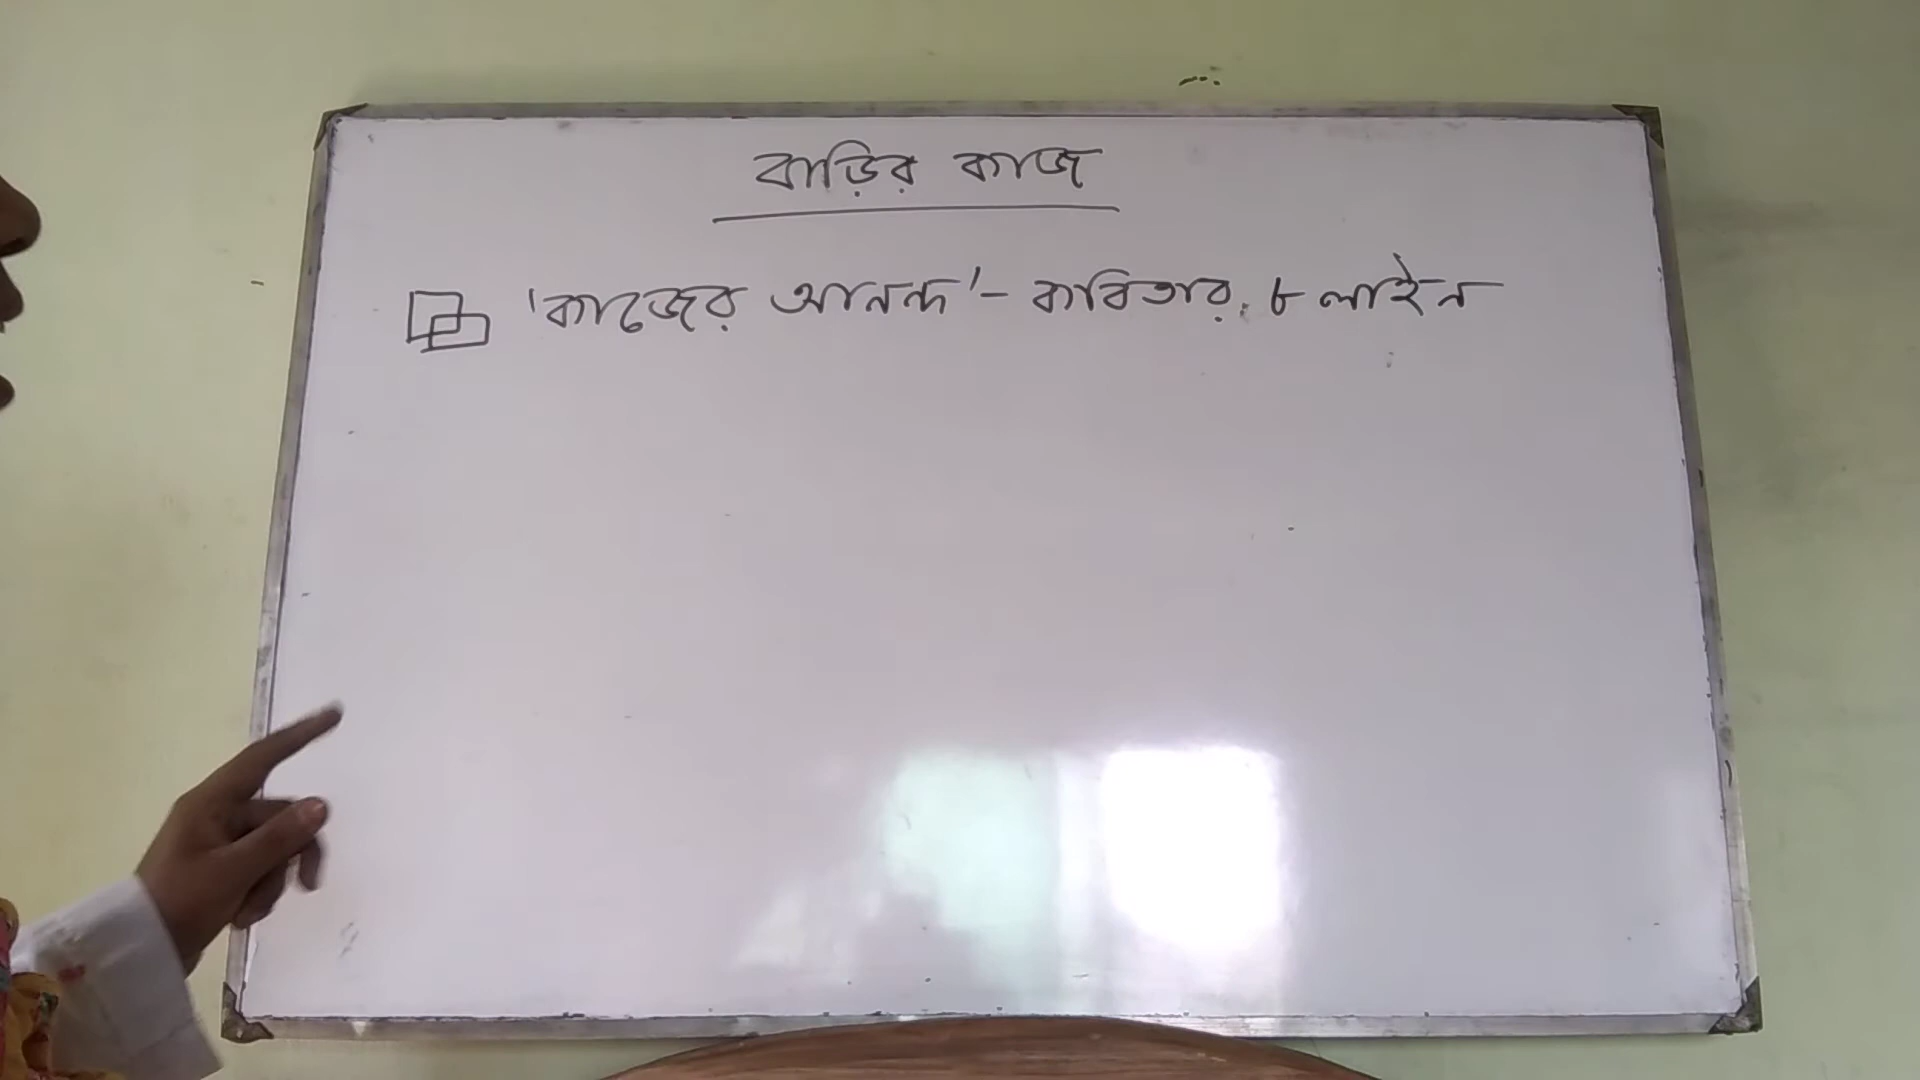 বাড়ির কাজ
'কাজের আনন্দ' - কবিতার ৮ লাইন